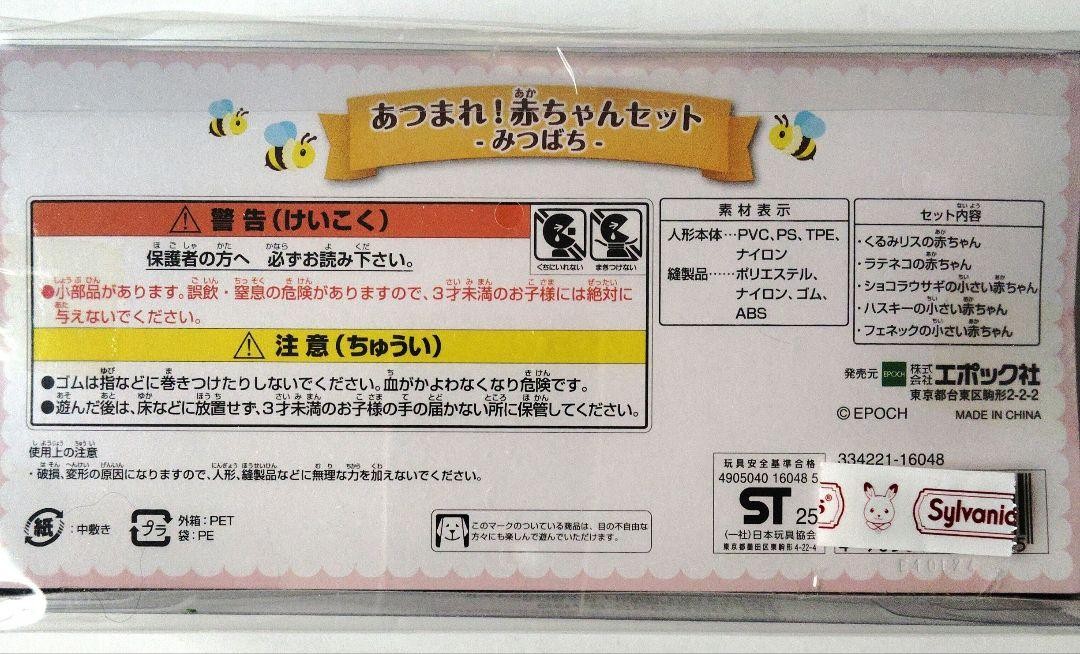 あつまれ!赤ちゃんセット
-みつばち-
警告(けいこく)
保護者の方へ 必ずお読み下さい。
●小部品があります。誤飲・窒息の危険がありますので、3才未満のお子様には絶対に
与えないでください。
くちにいれない
まきつけない
注意(ちゅうい)
●ゴムは指などに巻きつけたりしないでください。血がかよわなくなり危険です。
●遊んだ後は、床などに放置せず、3才未満のお子様の手の届かない所に保管してください。
使用上の注意
・破損、変形の原因になりますので、人形、縫製品などに無理な力を加えないでください。
紙:中敷き
プラ
外箱:PET
袋:PE
このマークのついている商品は、目の不自由な
方々にも楽しんで遊んでいただけます。
素材表示
人形本体…PVC、PS、TPE、
ナイロン
縫製品……ポリエステル、
ナイロン、ゴム、
ABS
セット内容
・くるみリスの赤ちゃん
・ラテネコの赤ちゃん
・ショコラウサギの小さい赤ちゃん
・ハスキーの小さい赤ちゃん
・フェネックの小さい赤ちゃん
発売元 EPOCH 株式会社エポック社
東京都台東区駒形2-2-2
©EPOCH MADE IN CHINA
334221-16048
玩具安全基準合格
4905040 16048 5
ST 25
(一社)日本玩具協会
東京都墨田区東駒形4-22-4
Sylvania